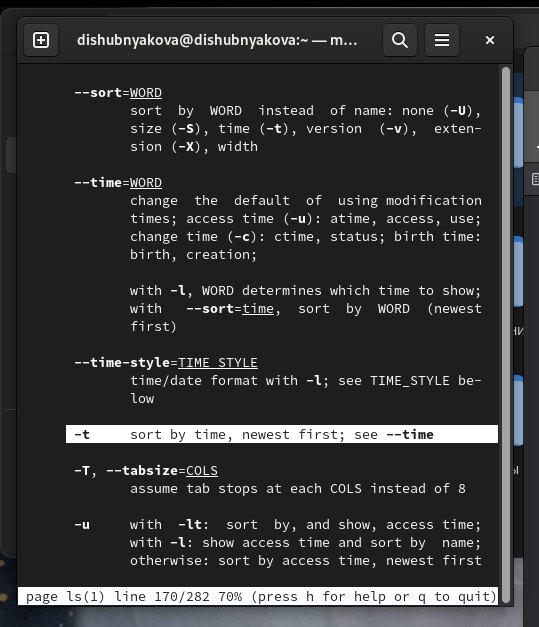 dishubnyakova@dishubnyakova:~ — m…
--sort=WORD
sort by WORD instead of name: none (-U),
size (-S), time (-t), version (-v), exten-
sion (-X), width
--time=WORD
change the default of using modification
times; access time (-u): atime, access, use;
change time (-c): ctime, status; birth time:
birth, creation;
with -l, WORD determines which time to show;
with --sort=time, sort by WORD (newest
first)
--time-style=TIME_STYLE
time/date format with -l; see TIME_STYLE be-
low
-t sort by time, newest first; see --time
-T, --tabsize=COLS
assume tab stops at each COLS instead of 8
-u with -lt: sort by, and show, access time;
with -l: show access time and sort by name;
otherwise: sort by access time, newest first
page ls(1) line 170/282 70% (press h for help or q to quit)